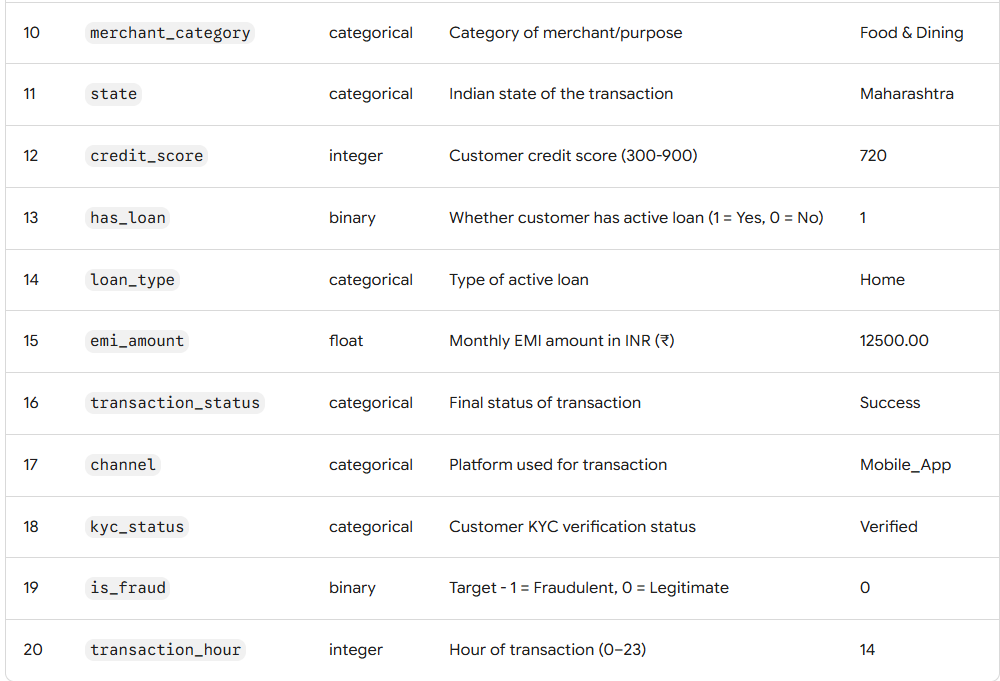 10 merchant_category categorical Category of merchant/purpose Food & Dining
11 state categorical Indian state of the transaction Maharashtra
12 credit_score integer Customer credit score (300-900) 720
13 has_loan binary Whether customer has active loan (1 = Yes, 0 = No) 1
14 loan_type categorical Type of active loan Home
15 emi_amount float Monthly EMI amount in INR (₹) 12500.00
16 transaction_status categorical Final status of transaction Success
17 channel categorical Platform used for transaction Mobile_App
18 kyc_status categorical Customer KYC verification status Verified
19 is_fraud binary Target - 1 = Fraudulent, 0 = Legitimate 0
20 transaction_hour integer Hour of transaction (0–23) 14